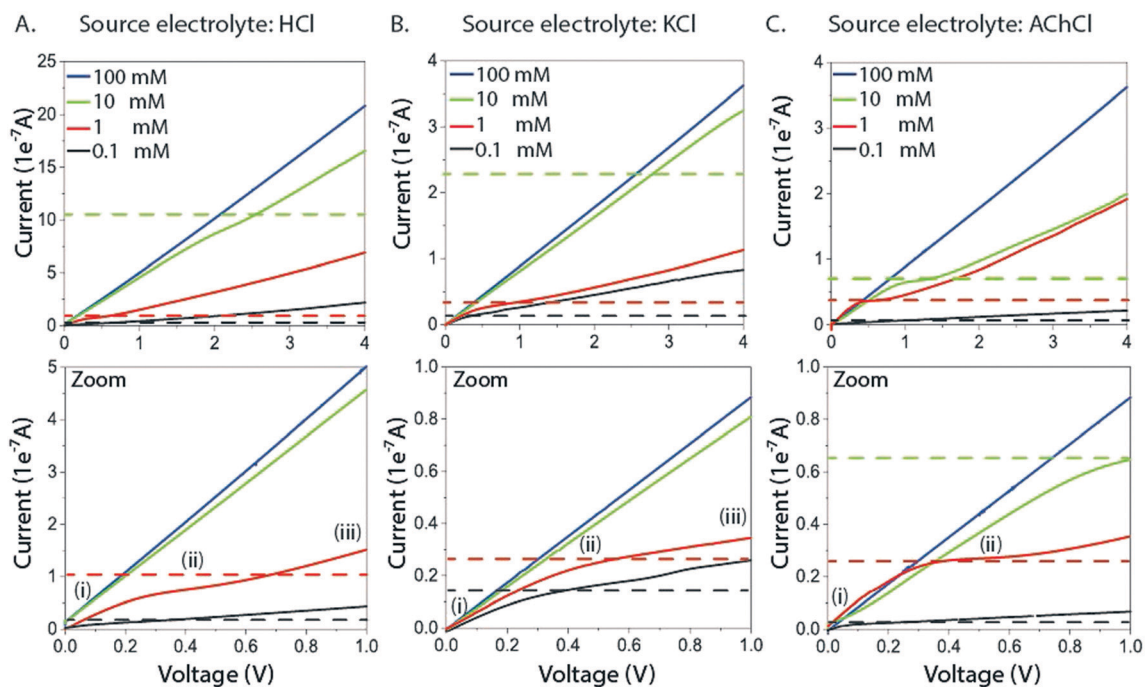 A. Source electrolyte: HCl
B. Source electrolyte: KCl
C. Source electrolyte: AChCl
25
20
15
10
5
0
Current (1e⁻⁷A)
100 mM
10 mM
1 mM
0.1 mM
0 1 2 3 4
4
3
2
1
0
Current (1e⁻⁷A)
100 mM
10 mM
1 mM
0.1 mM
0 1 2 3 4
4
3
2
1
0
Current (1e⁻⁷A)
100 mM
10 mM
1 mM
0.1 mM
0 1 2 3 4
5
4
3
2
1
0
Current (1e⁻⁷A)
Zoom
(i)
(ii)
(iii)
0.0 0.2 0.4 0.6 0.8 1.0
Voltage (V)
1.0
0.8
0.6
0.4
0.2
0.0
Current (1e⁻⁷A)
Zoom
(i)
(ii)
(iii)
0.0 0.2 0.4 0.6 0.8 1.0
Voltage (V)
1.0
0.8
0.6
0.4
0.2
0.0
Current (1e⁻⁷A)
Zoom
(i)
(ii)
0.0 0.2 0.4 0.6 0.8 1.0
Voltage (V)